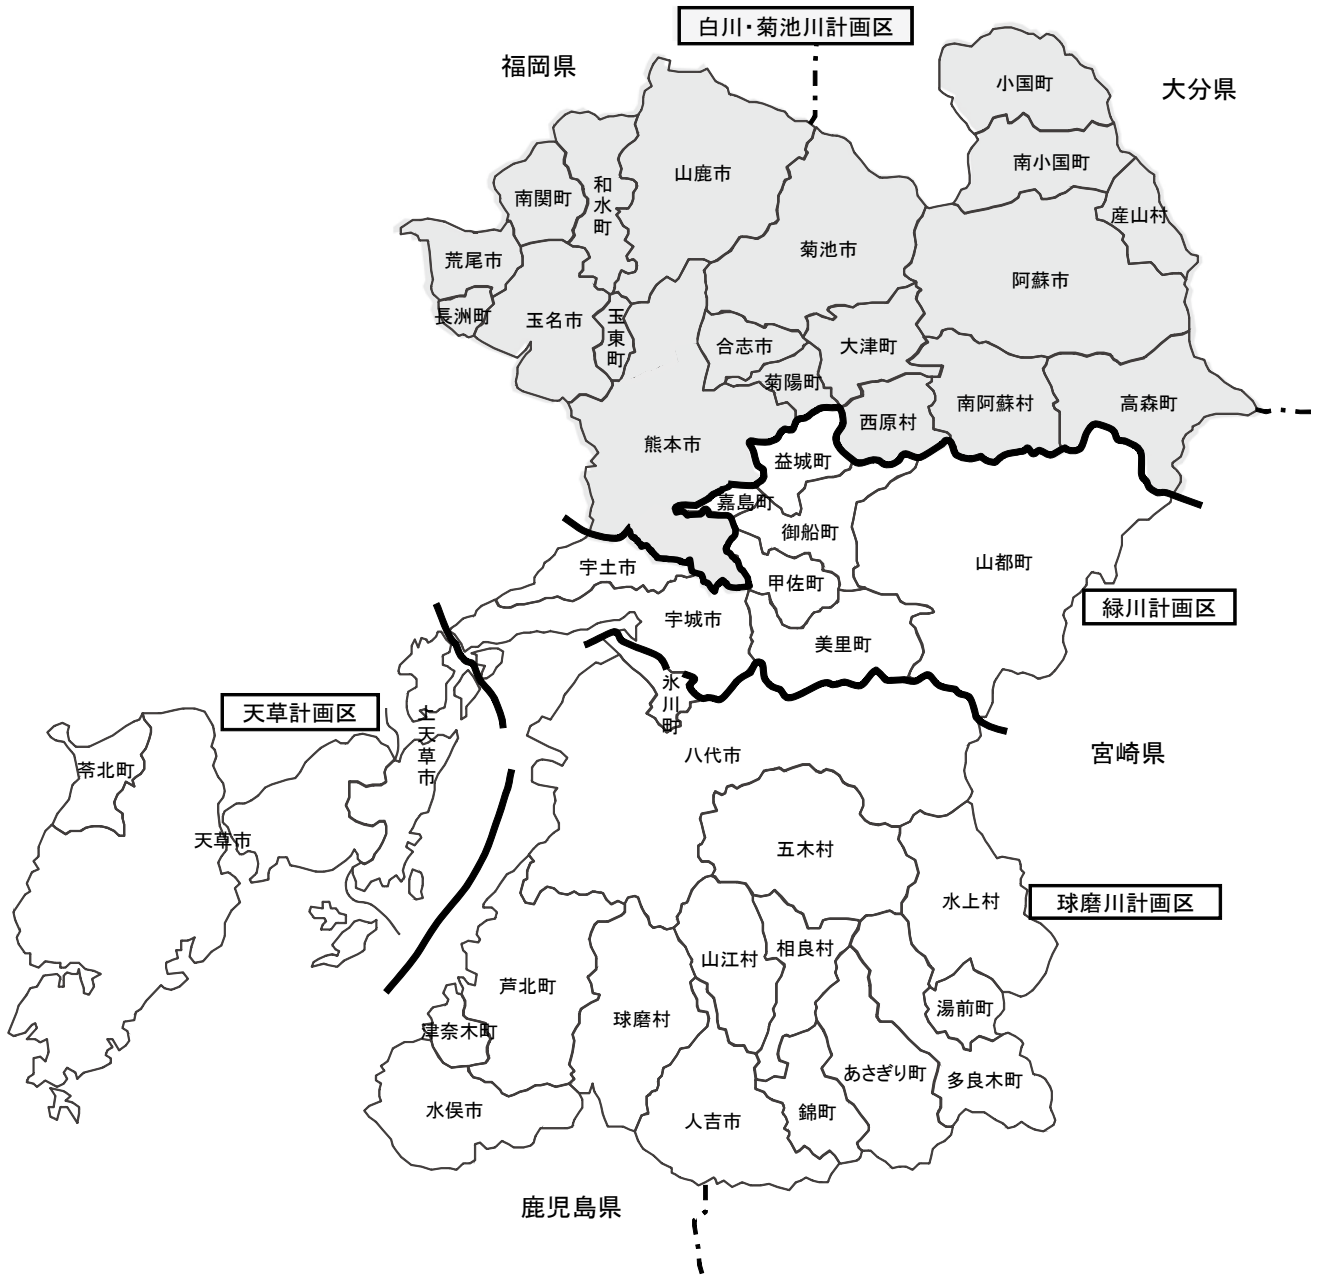 白川・菊池川計画区
福岡県
大分県
小国町
南小国町
山鹿市
和水町
南関町
産山村
菊池市
荒尾市
阿蘇市
長洲町
玉名市
玉東町
合志市
大津町
菊陽町
南阿蘇村
高森町
西原村
熊本市
益城町
嘉島町
御船町
山都町
宇土市
甲佐町
緑川計画区
宇城市
美里町
氷川町
天草計画区
上天草市
八代市
宮崎県
苓北町
天草市
五木村
水上村
球磨川計画区
相良村
山江村
芦北町
湯前町
球磨村
津奈木町
あさぎり町
多良木町
水俣市
錦町
人吉市
鹿児島県